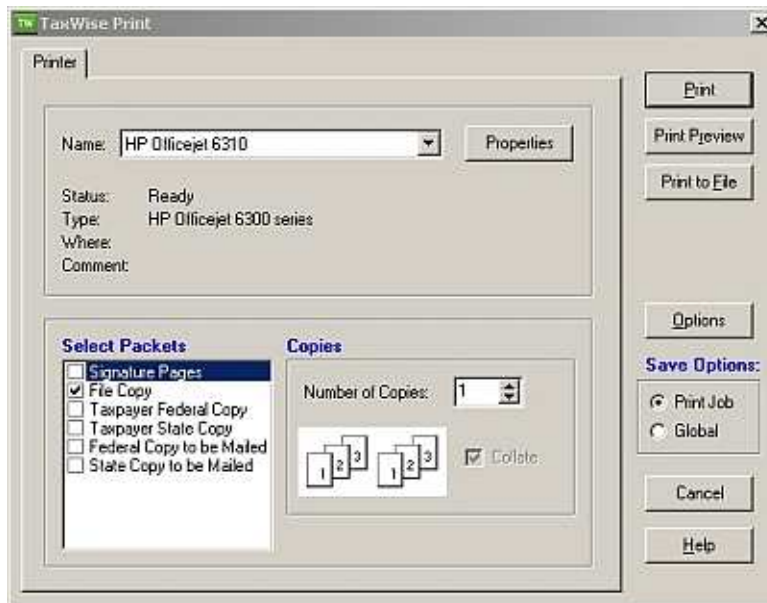 TW TaxWise Print
Printer
Name: HP Officejet 6310
Properties
Status: Ready
Type: HP Officejet 6300 series
Where:
Comment:
Select Packets
Signature Pages
File Copy
Taxpayer Federal Copy
Taxpayer State Copy
Federal Copy to be Mailed
State Copy to be Mailed
Copies
Number of Copies: 1
1 2 3 1 2 3
Collate
Print
Print Preview
Print to File
Options
Save Options:
Print Job
Global
Cancel
Help